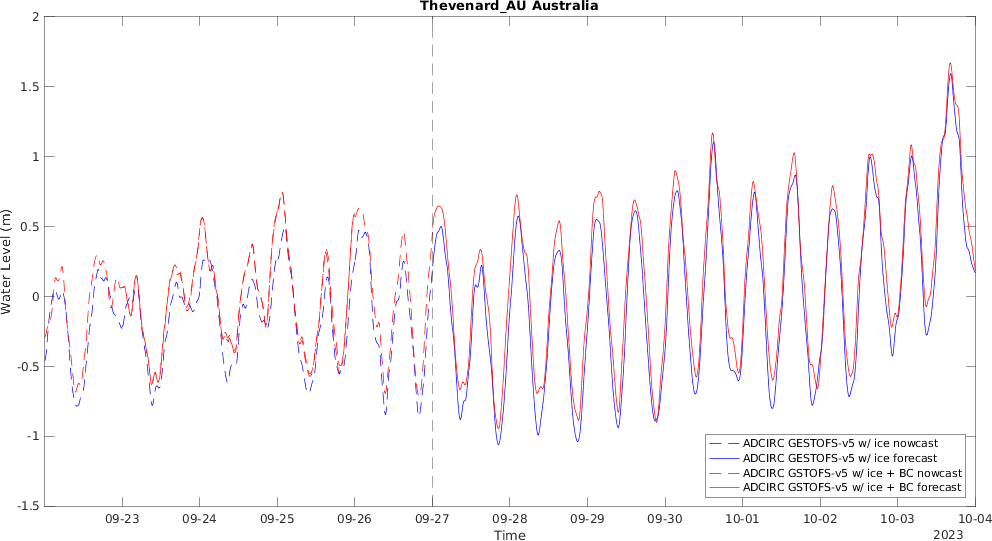 Thevenard_AU Australia
2
1.5
1
0.5
0
-0.5
-1
-1.5
Water Level (m)
ADCIRC GESTOFS-v5 w/ ice nowcast
ADCIRC GESTOFS-v5 w/ ice forecast
ADCIRC GSTOFS-v5 w/ ice + BC nowcast
ADCIRC GSTOFS-v5 w/ ice + BC forecast
09-23 09-24 09-25 09-26 09-27 09-28 09-29 09-30 10-01 10-02 10-03 10-04
Time
2023